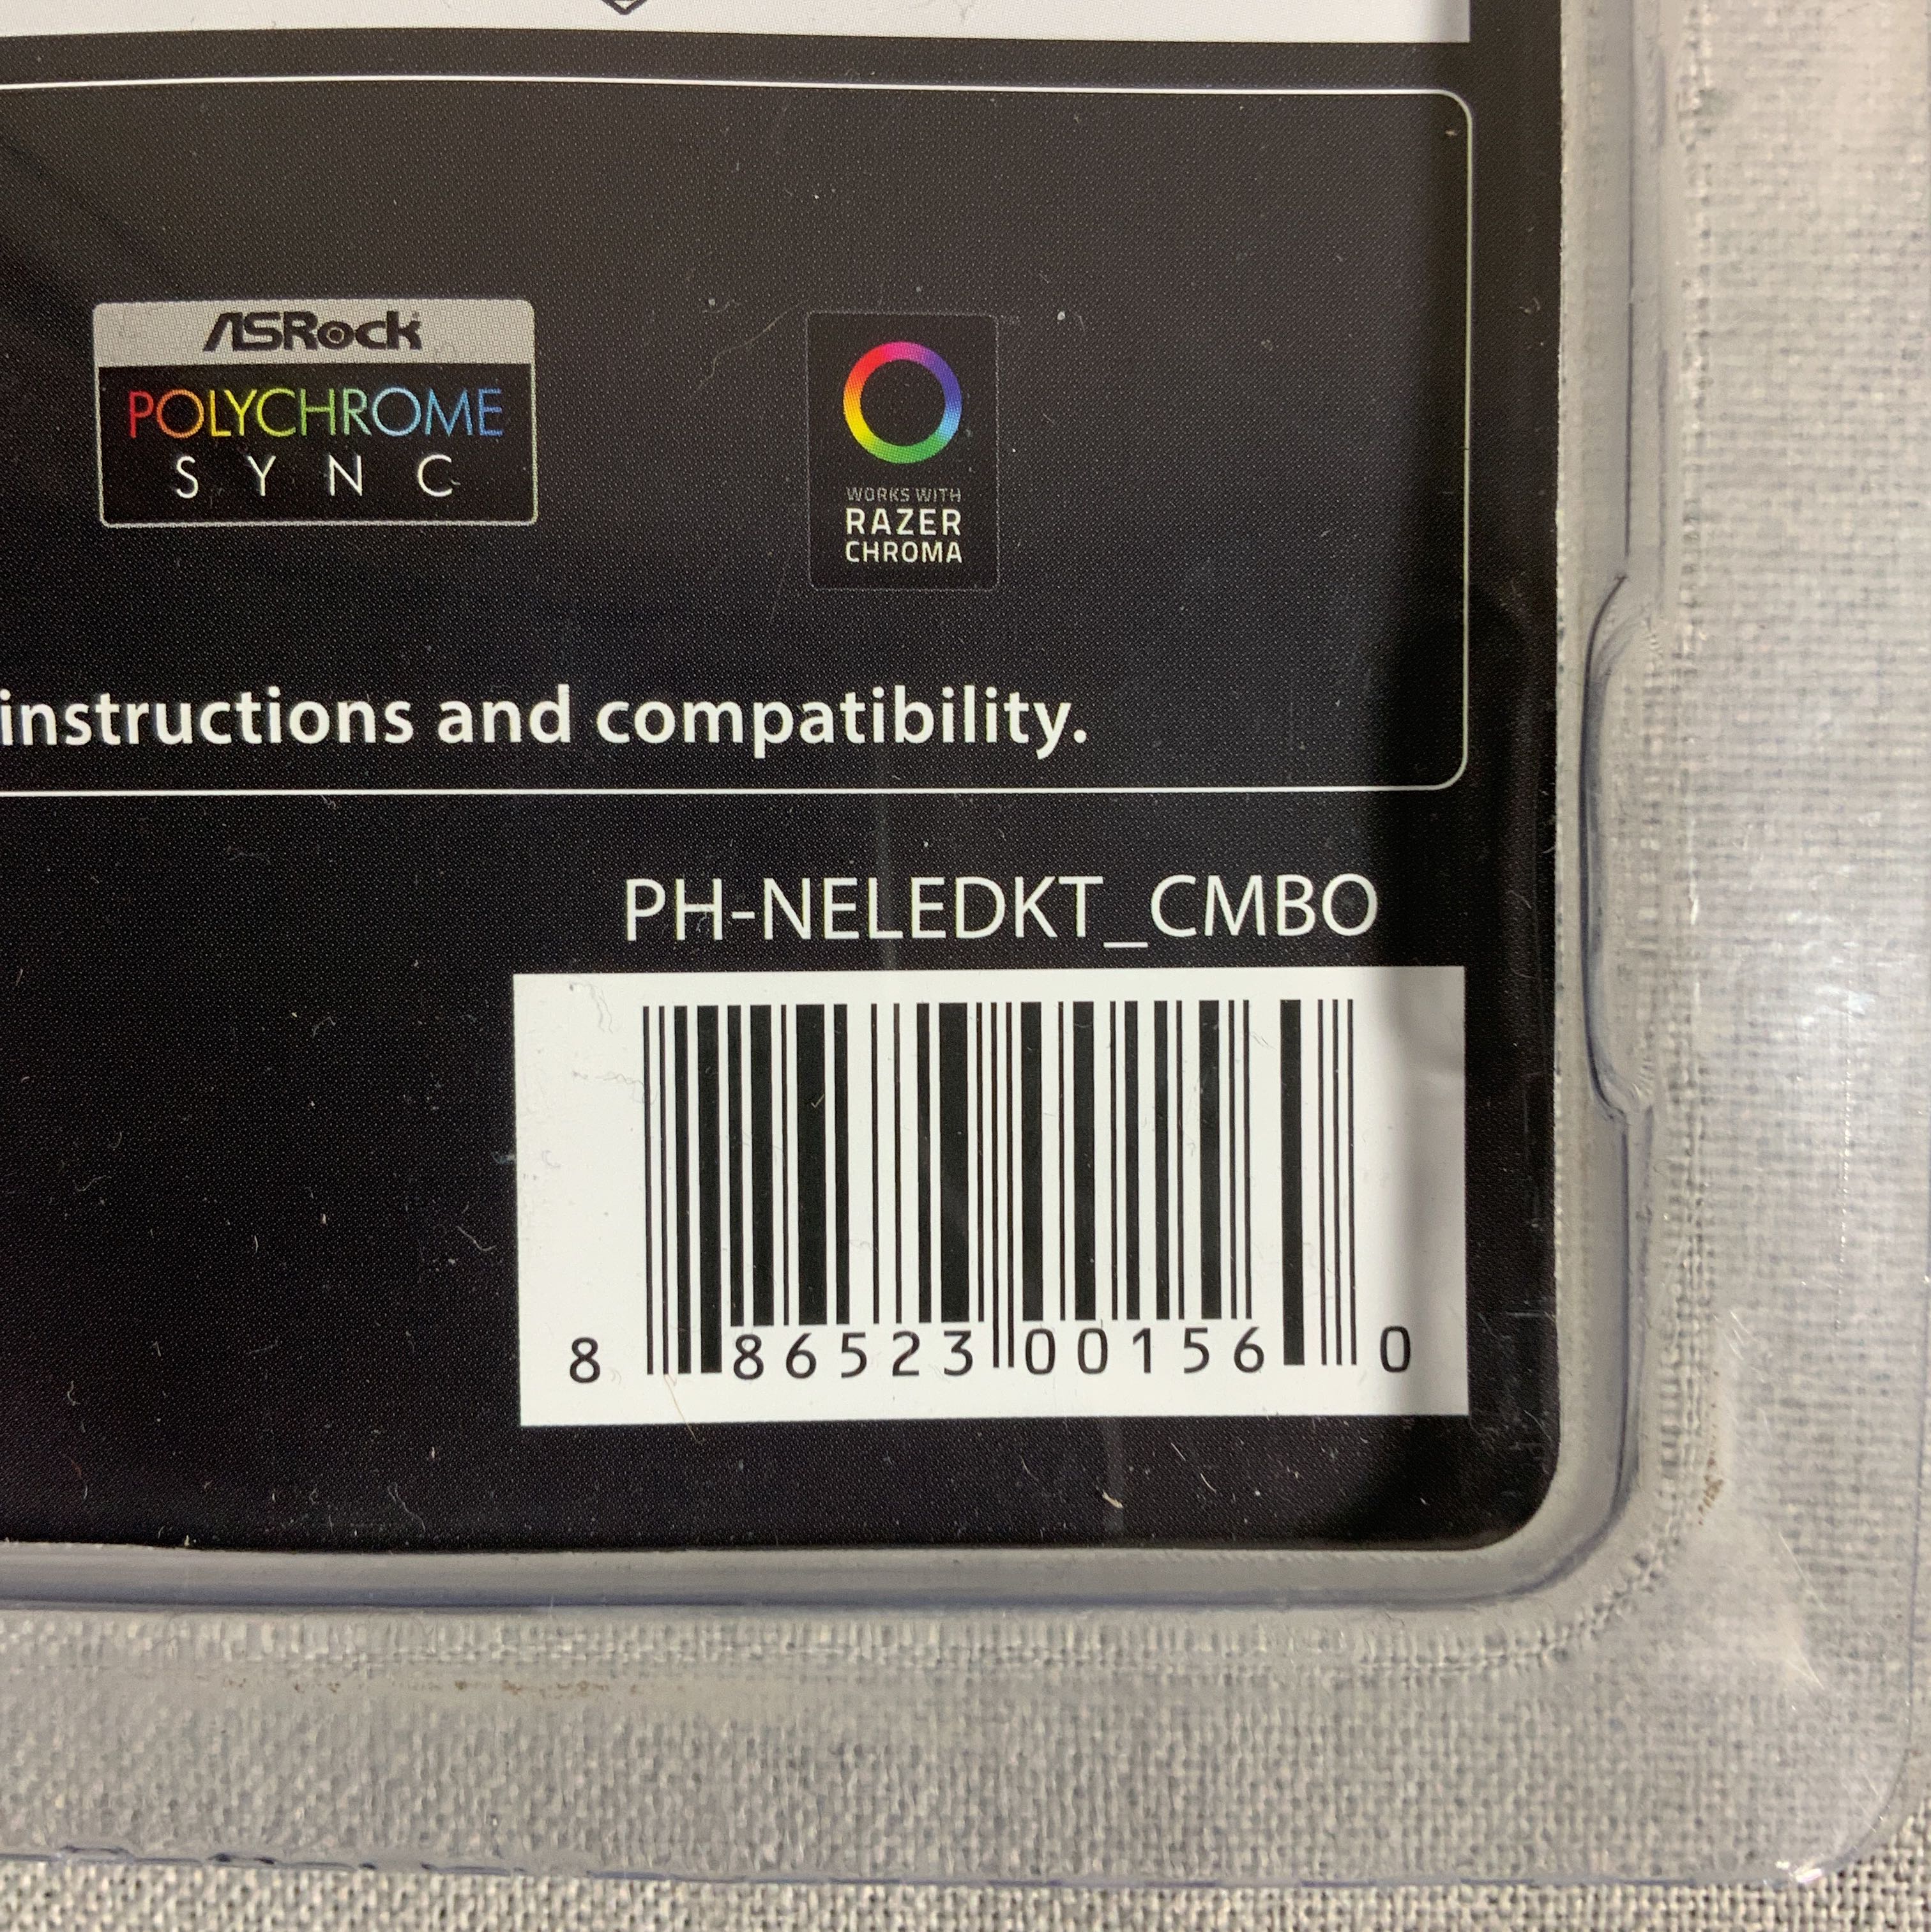 ASRock
POLYCHROME
SYNC
WORKS WITH
RAZER
CHROMA
instructions and compatibility.
PH-NELEDKT_CMBO
8 86523 00156 0